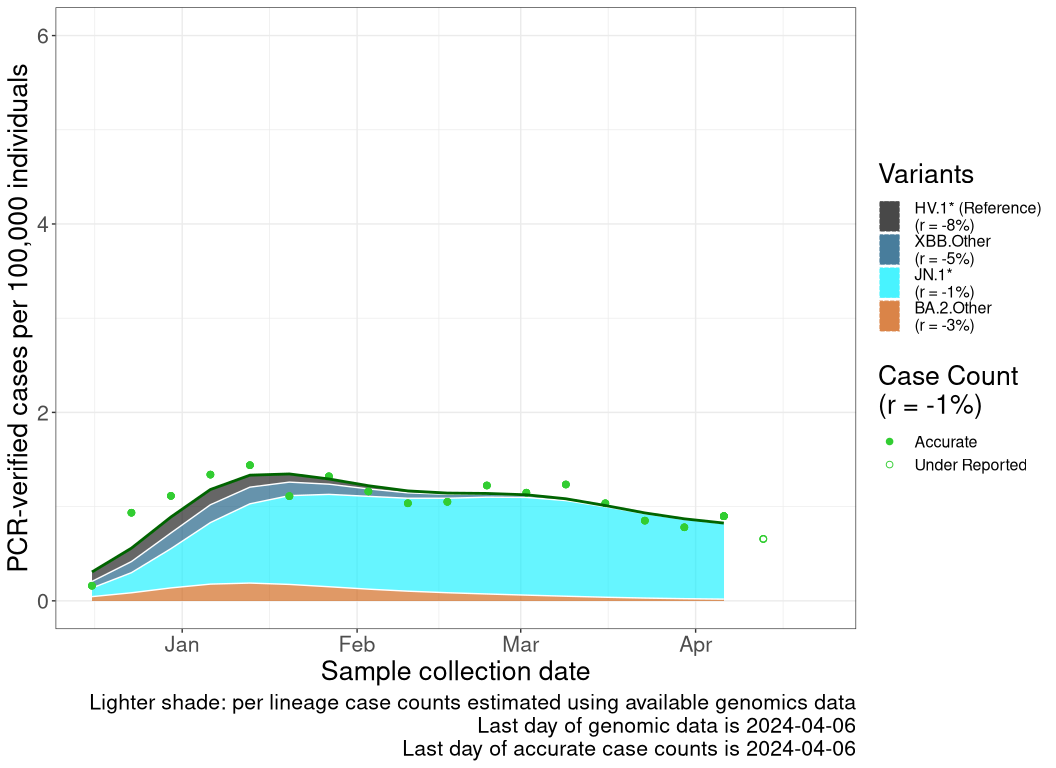 PCR-verified cases per 100,000 individuals
6
4
2
0
Jan
Feb
Mar
Apr
Sample collection date
Variants
HV.1* (Reference)
(r = -8%)
XBB.Other
(r = -5%)
JN.1*
(r = -1%)
BA.2.Other
(r = -3%)
Case Count
(r = -1%)
Accurate
Under Reported
Lighter shade: per lineage case counts estimated using available genomics data
Last day of genomic data is 2024-04-06
Last day of accurate case counts is 2024-04-06